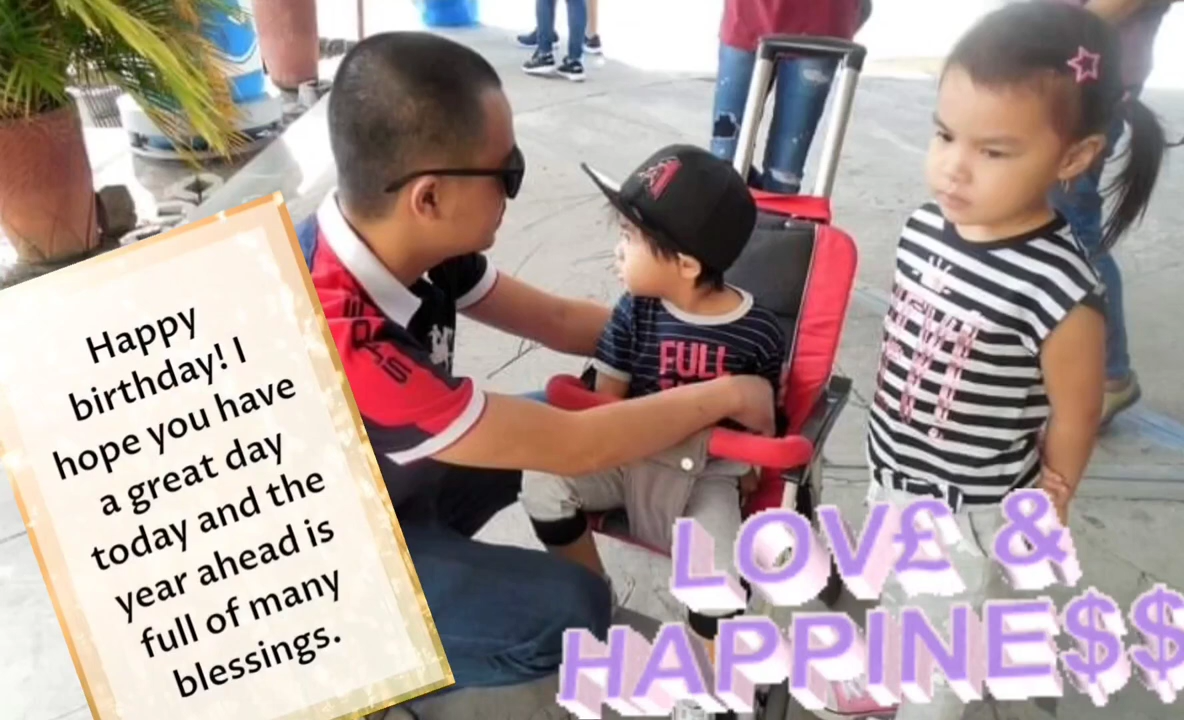 Happy
birthday! I
hope you have
a great day
today and the
year ahead is
full of many
blessings.
A
FULL
LOV£ &
HAPPINE$$